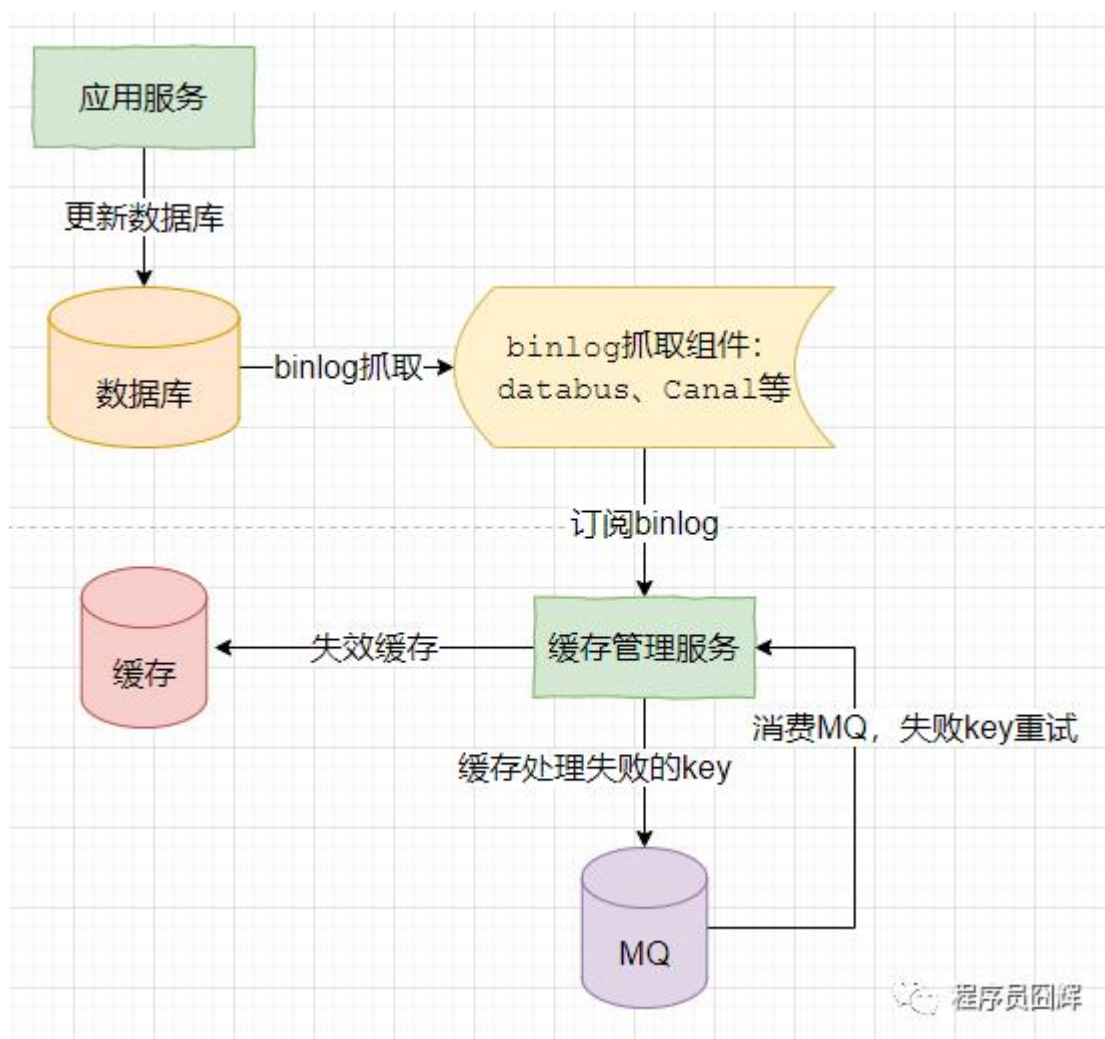 应用服务
更新数据库
数据库
binlog抓取
binlog抓取组件：
databus、Canal等
订阅binlog
缓存
失效缓存
缓存管理服务
消费MQ，失败key重试
缓存处理失败的key
MQ
程序员囧辉